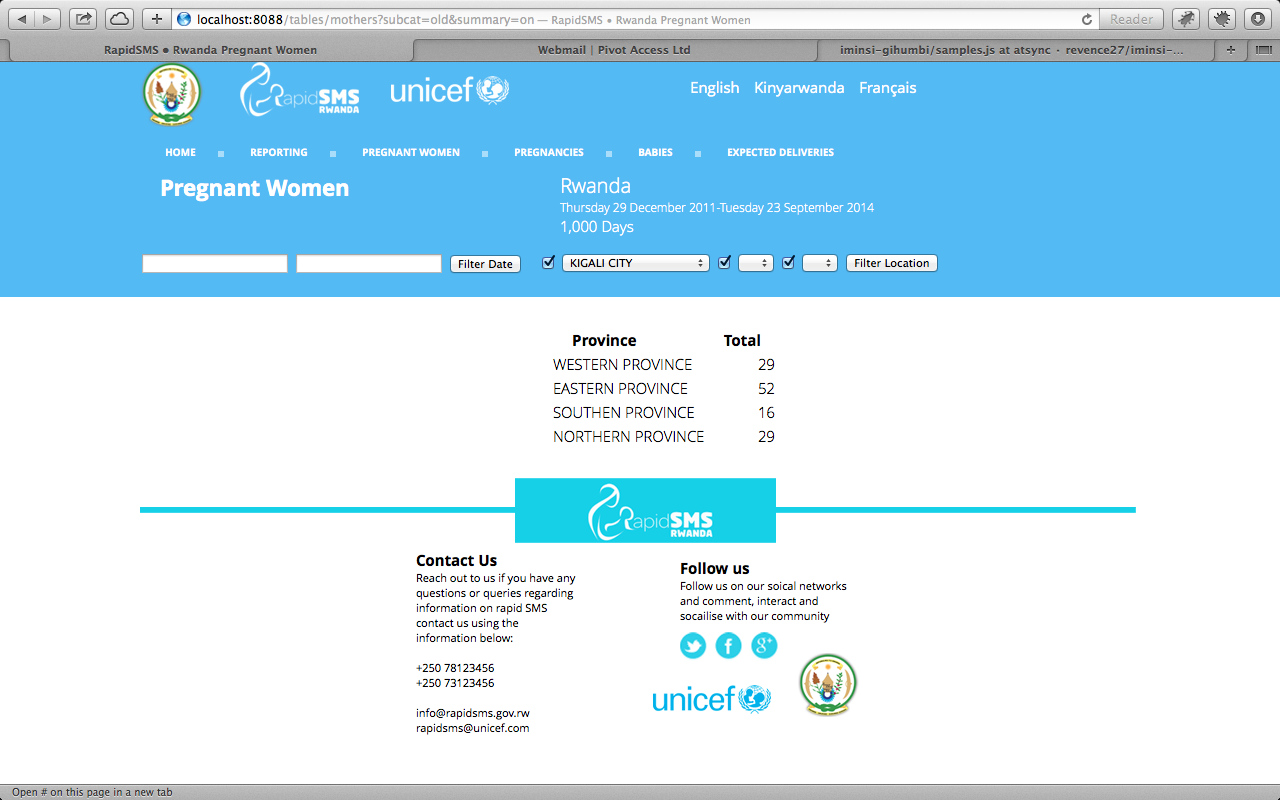 localhost:8088/tables/mothers?subcat=old&summary=on — RapidSMS • Rwanda Pregnant Women
Reader
RapidSMS • Rwanda Pregnant Women
Webmail | Pivot Access Ltd
iminsi-gihumbi/samples.js at atsync · revence27/iminsi-...
RapidSMS
RWANDA
unicef
English Kinyarwanda Français
HOME REPORTING PREGNANT WOMEN PREGNANCIES BABIES EXPECTED DELIVERIES
Pregnant Women
Rwanda
Thursday 29 December 2011-Tuesday 23 September 2014
1,000 Days
Filter Date KIGALI CITY Filter Location
Province Total
WESTERN PROVINCE 29
EASTERN PROVINCE 52
SOUTHEN PROVINCE 16
NORTHERN PROVINCE 29
RapidSMS
RWANDA
Contact Us
Reach out to us if you have any
questions or queries regarding
information on rapid SMS
contact us using the
information below:
+250 78123456
+250 73123456
info@rapidsms.gov.rw
rapidsms@unicef.com
Follow us
Follow us on our soical networks
and comment, interact and
socailise with our community
unicef
Open # on this page in a new tab